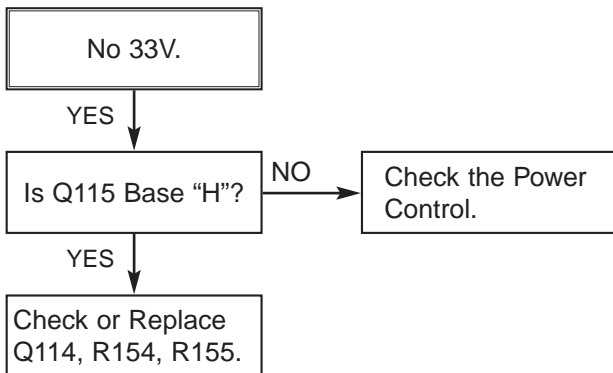 No 33V.
YES
Is Q115 Base “H”?
NO
Check the Power
Control.
YES
Check or Replace
Q114, R154, R155.